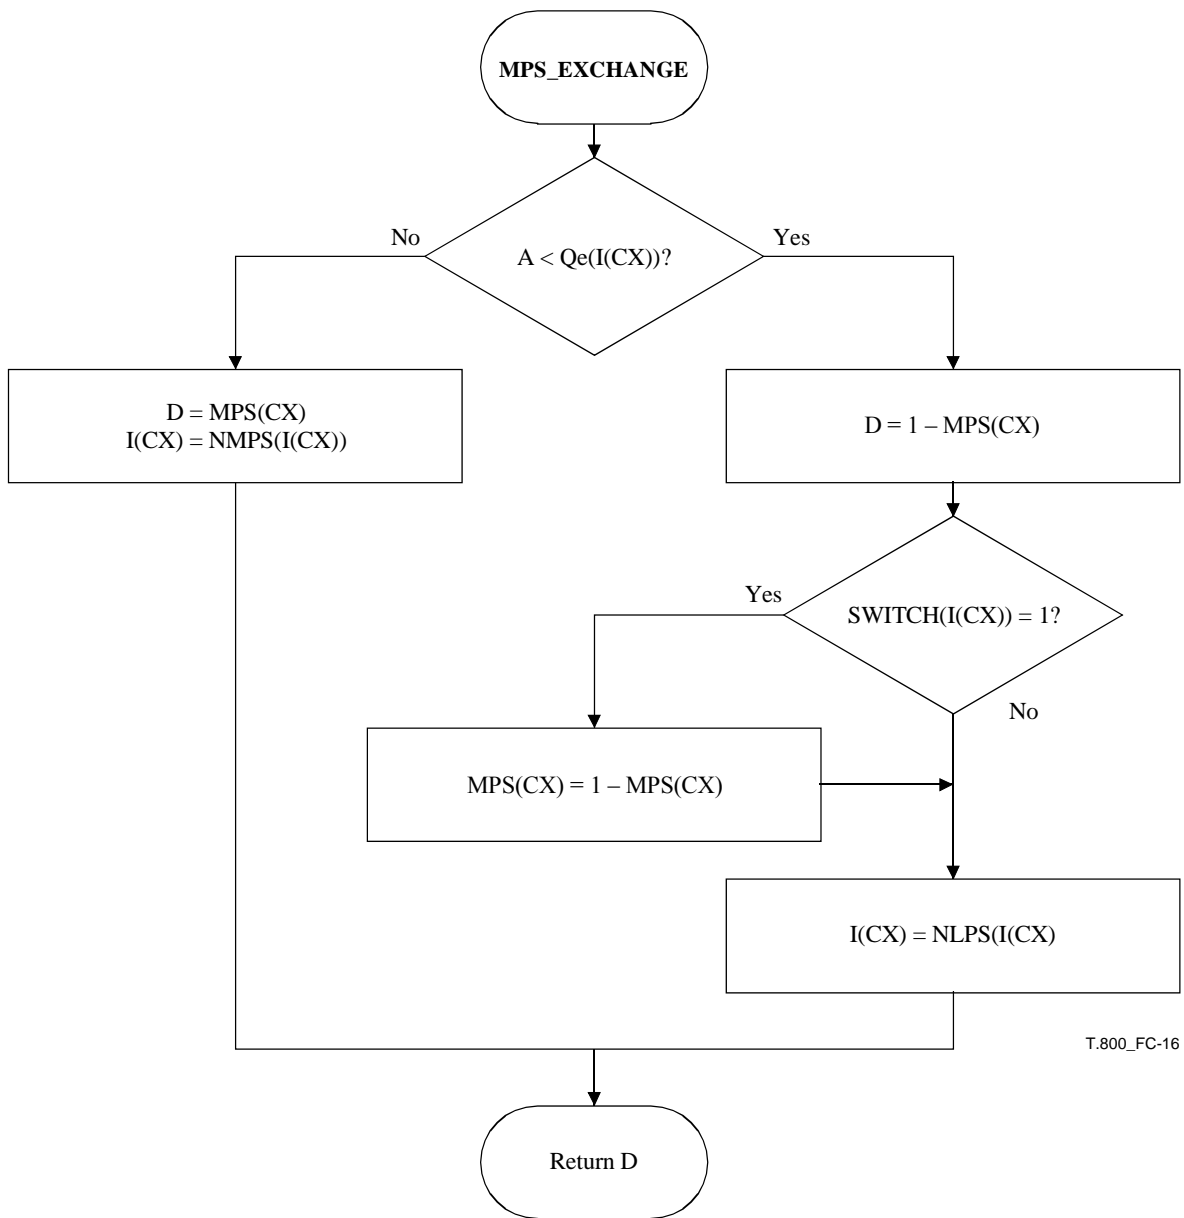 MPS_EXCHANGE
A < Qe(I(CX))?
No
Yes
D = MPS(CX)
I(CX) = NMPS(I(CX))
D = 1 – MPS(CX)
SWITCH(I(CX)) = 1?
Yes
No
MPS(CX) = 1 – MPS(CX)
I(CX) = NLPS(I(CX)
T.800_FC-16
Return D